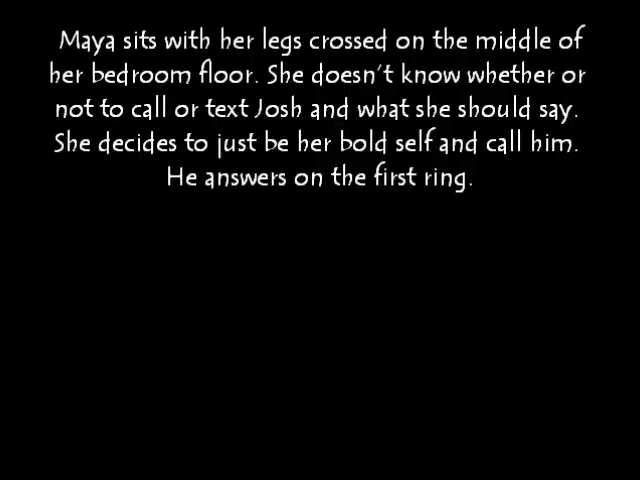 Maya sits with her legs crossed on the middle of
her bedroom floor. She doesn't know whether or
not to call or text Josh and what she should say.
She decides to just be her bold self and call him.
He answers on the first ring.